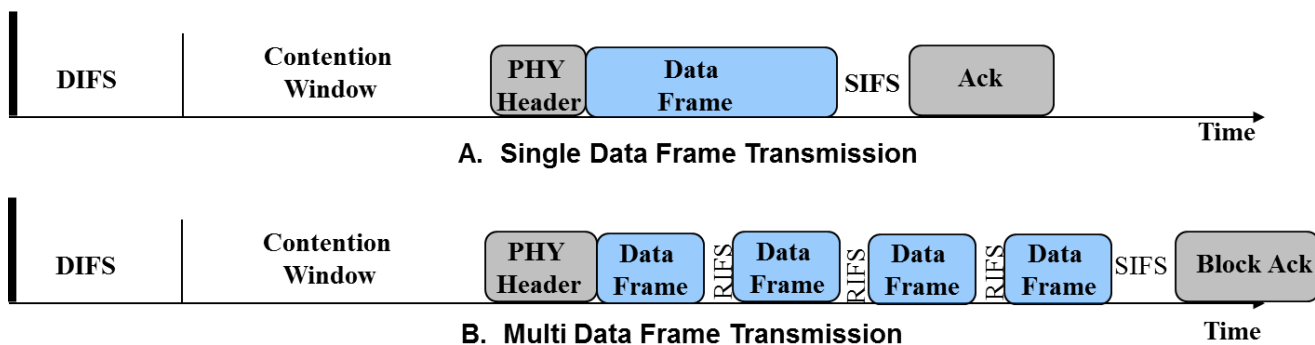 DIFS
Contention
Window
PHY
Header
Data
Frame
SIFS
Ack
Time
A. Single Data Frame Transmission
DIFS
Contention
Window
PHY
Header
Data
Frame
RIFS
Data
Frame
RIFS
Data
Frame
RIFS
Data
Frame
SIFS
Block Ack
Time
B. Multi Data Frame Transmission